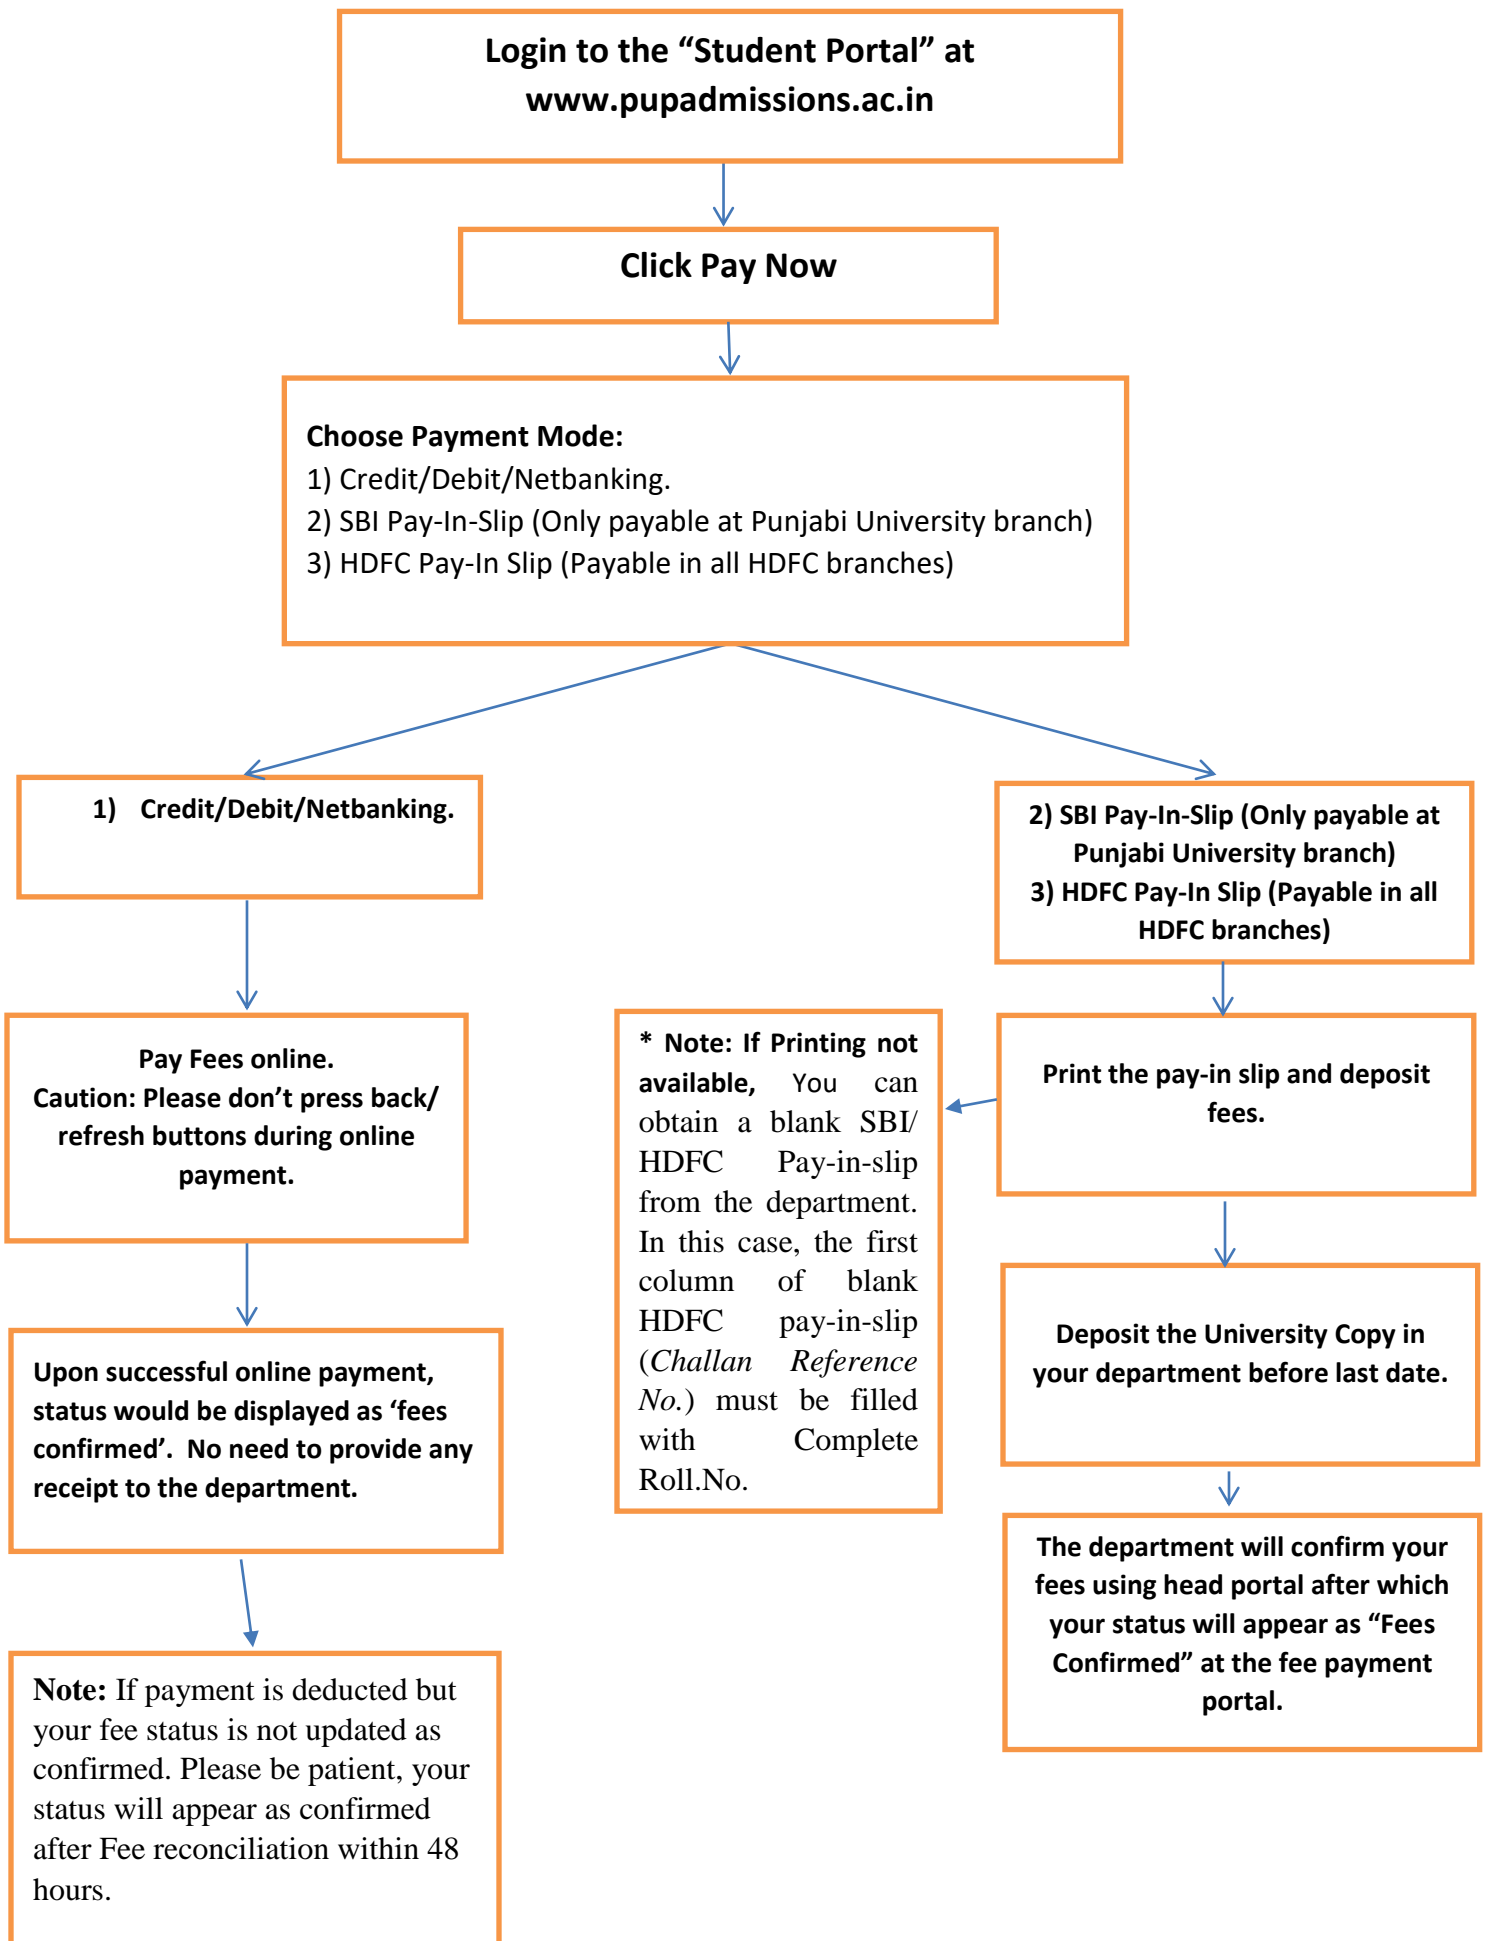 Login to the “Student Portal” at
www.pupadmissions.ac.in
Click Pay Now
Choose Payment Mode:
1) Credit/Debit/Netbanking.
2) SBI Pay-In-Slip (Only payable at Punjabi University branch)
3) HDFC Pay-In Slip (Payable in all HDFC branches)
1) Credit/Debit/Netbanking.
Pay Fees online.
Caution: Please don’t press back/
refresh buttons during online
payment.
Upon successful online payment,
status would be displayed as ‘fees
confirmed’. No need to provide any
receipt to the department.
Note: If payment is deducted but
your fee status is not updated as
confirmed. Please be patient, your
status will appear as confirmed
after Fee reconciliation within 48
hours.
2) SBI Pay-In-Slip (Only payable at
Punjabi University branch)
3) HDFC Pay-In Slip (Payable in all
HDFC branches)
Print the pay-in slip and deposit
fees.
* Note: If Printing not
available, You can
obtain a blank SBI/
HDFC Pay-in-slip
from the department.
In this case, the first
column of blank
HDFC pay-in-slip
(Challan Reference
No.) must be filled
with Complete
Roll.No.
Deposit the University Copy in
your department before last date.
The department will confirm your
fees using head portal after which
your status will appear as “Fees
Confirmed” at the fee payment
portal.